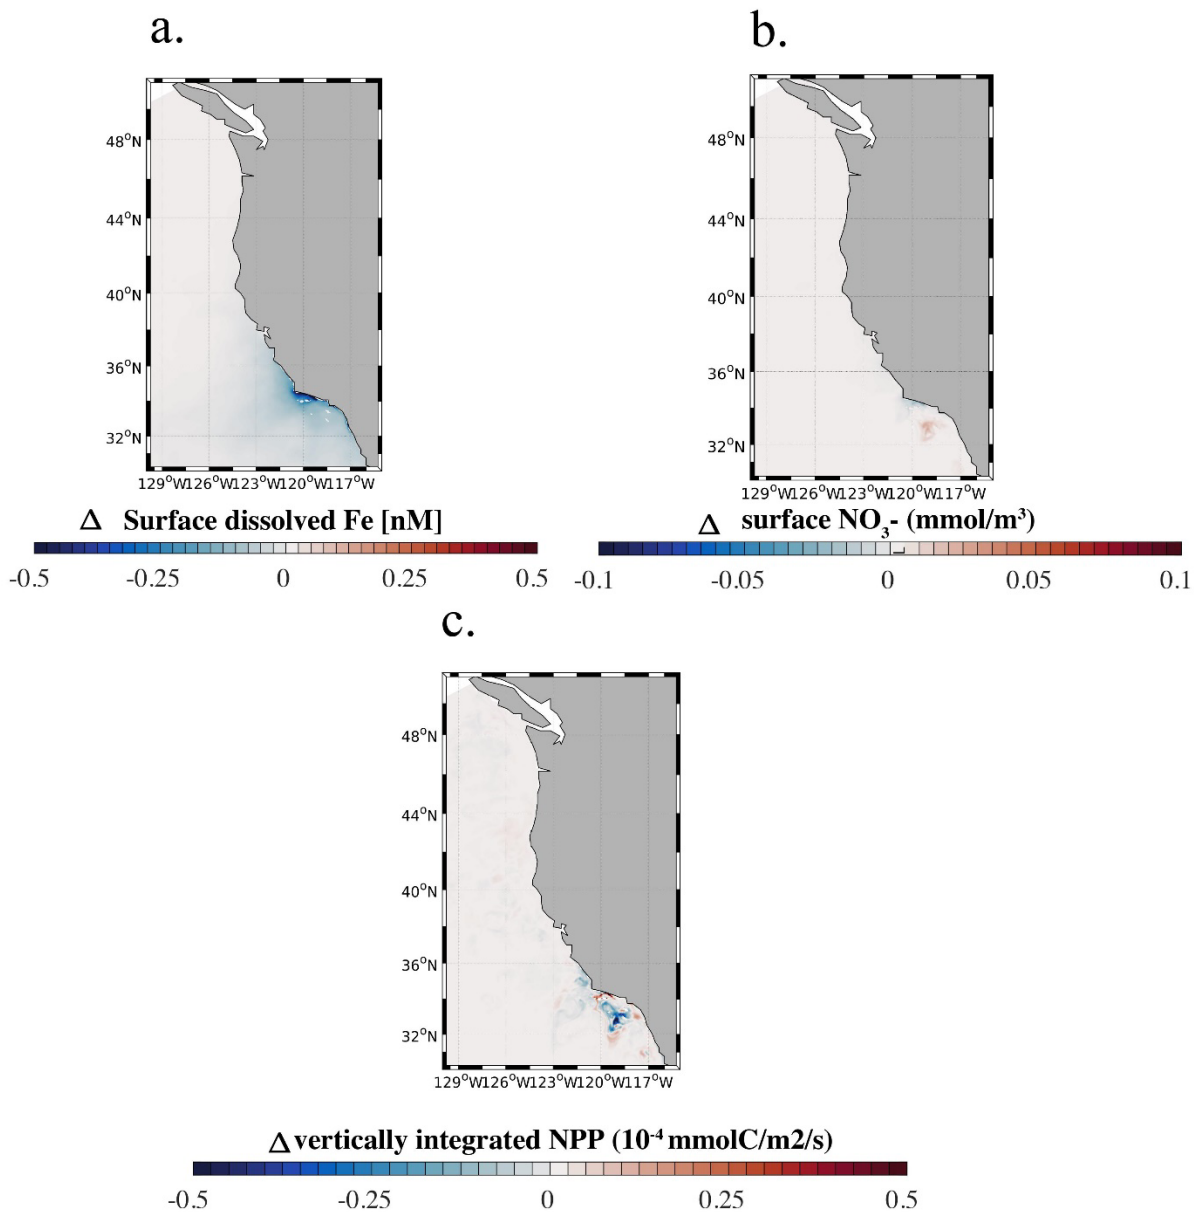 a.
48°N
44°N
40°N
36°N
32°N
129°W126°W123°W120°W117°W
Δ Surface dissolved Fe [nM]
-0.5 -0.25 0 0.25 0.5
b.
48°N
44°N
40°N
36°N
32°N
129°W126°W123°W120°W117°W
Δ surface NO₃- (mmol/m³)
-0.1 -0.05 0 0.05 0.1
c.
48°N
44°N
40°N
36°N
32°N
129°W126°W123°W120°W117°W
Δ vertically integrated NPP (10⁻⁴ mmolC/m2/s)
-0.5 -0.25 0 0.25 0.5